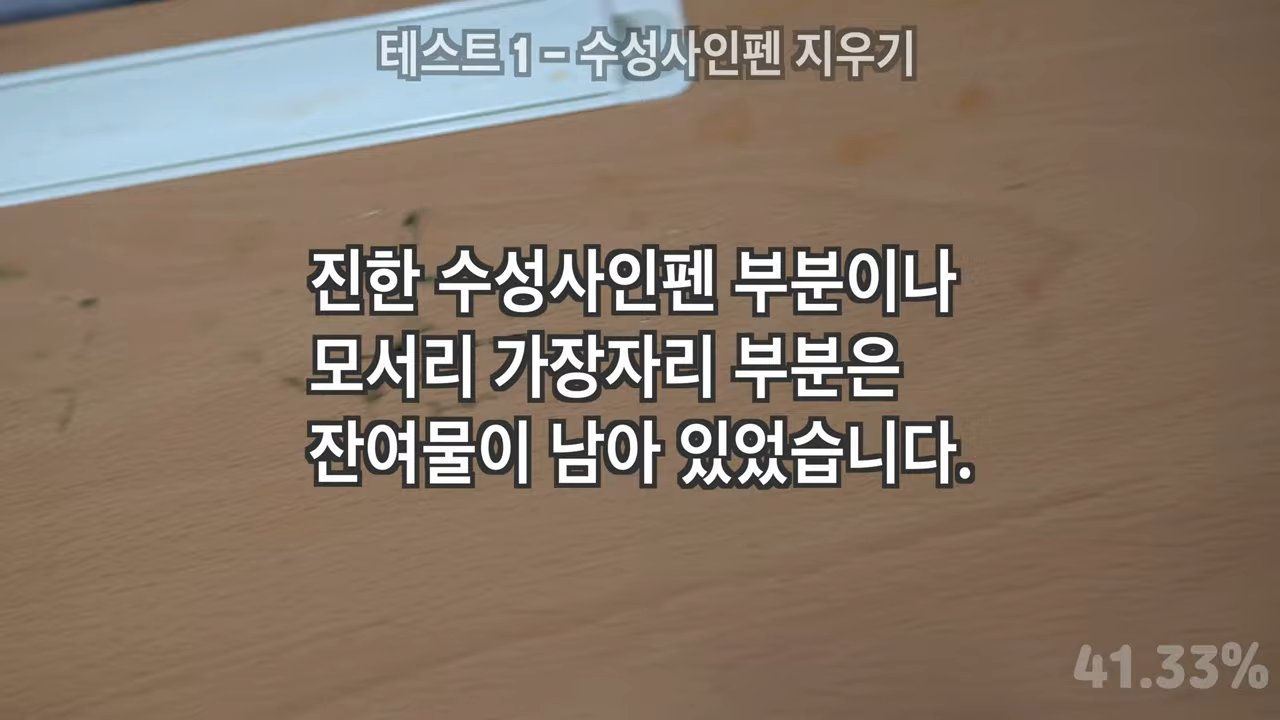 테스트 1 - 수성사인펜 지우기
진한 수성사인펜 부분이나
모서리 가장자리 부분은
잔여물이 남아 있었습니다.
41.33%